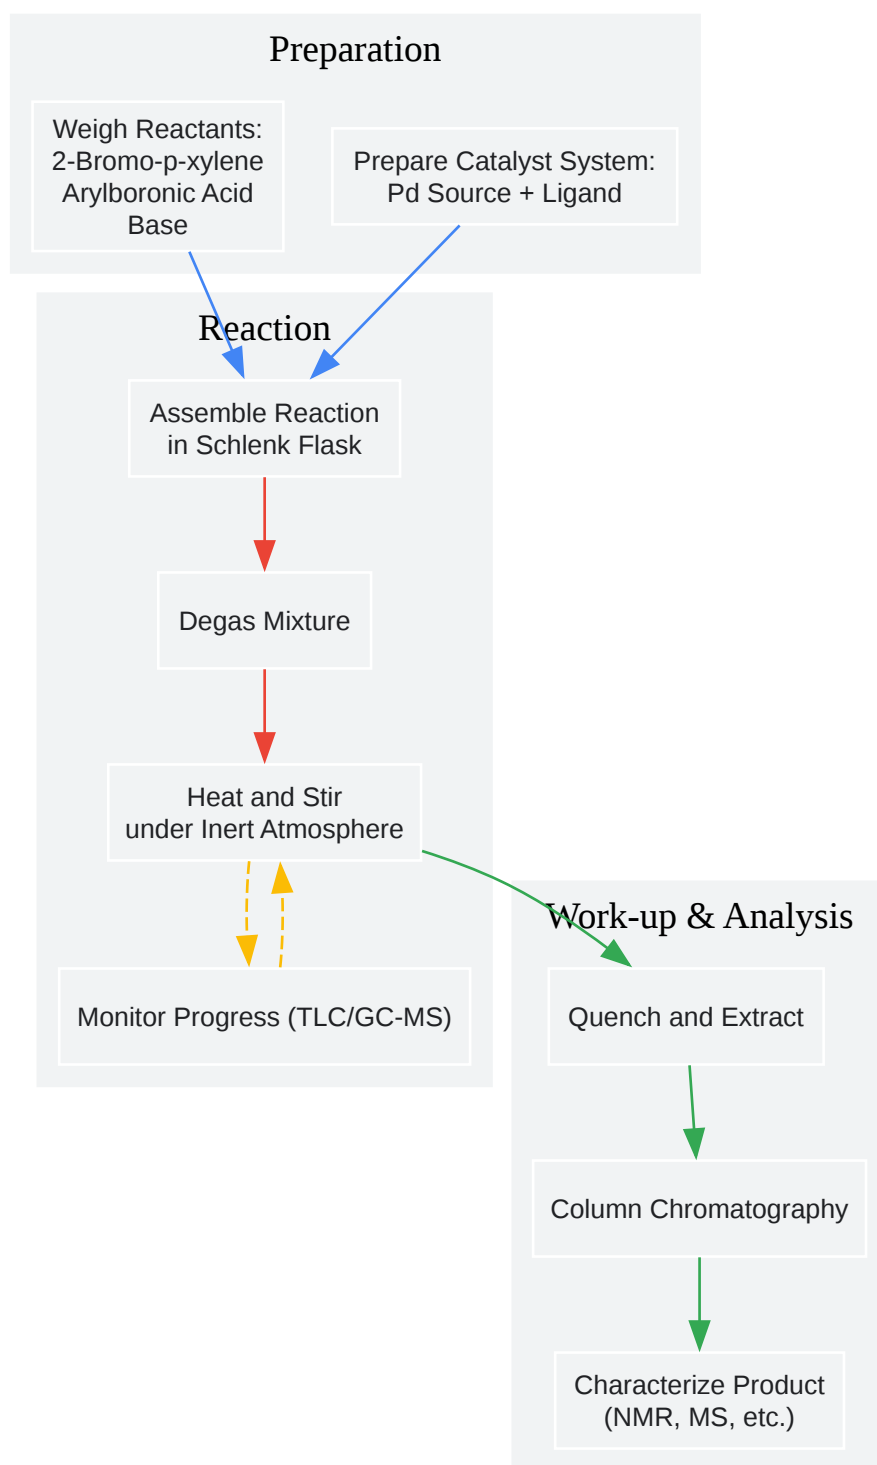 Preparation
Weigh Reactants:
2-Bromo-p-xylene
Arylboronic Acid
Base
Prepare Catalyst System:
Pd Source + Ligand
Reaction
Assemble Reaction
in Schlenk Flask
Degas Mixture
Heat and Stir
under Inert Atmosphere
Monitor Progress (TLC/GC-MS)
Work-up & Analysis
Quench and Extract
Column Chromatography
Characterize Product
(NMR, MS, etc.)